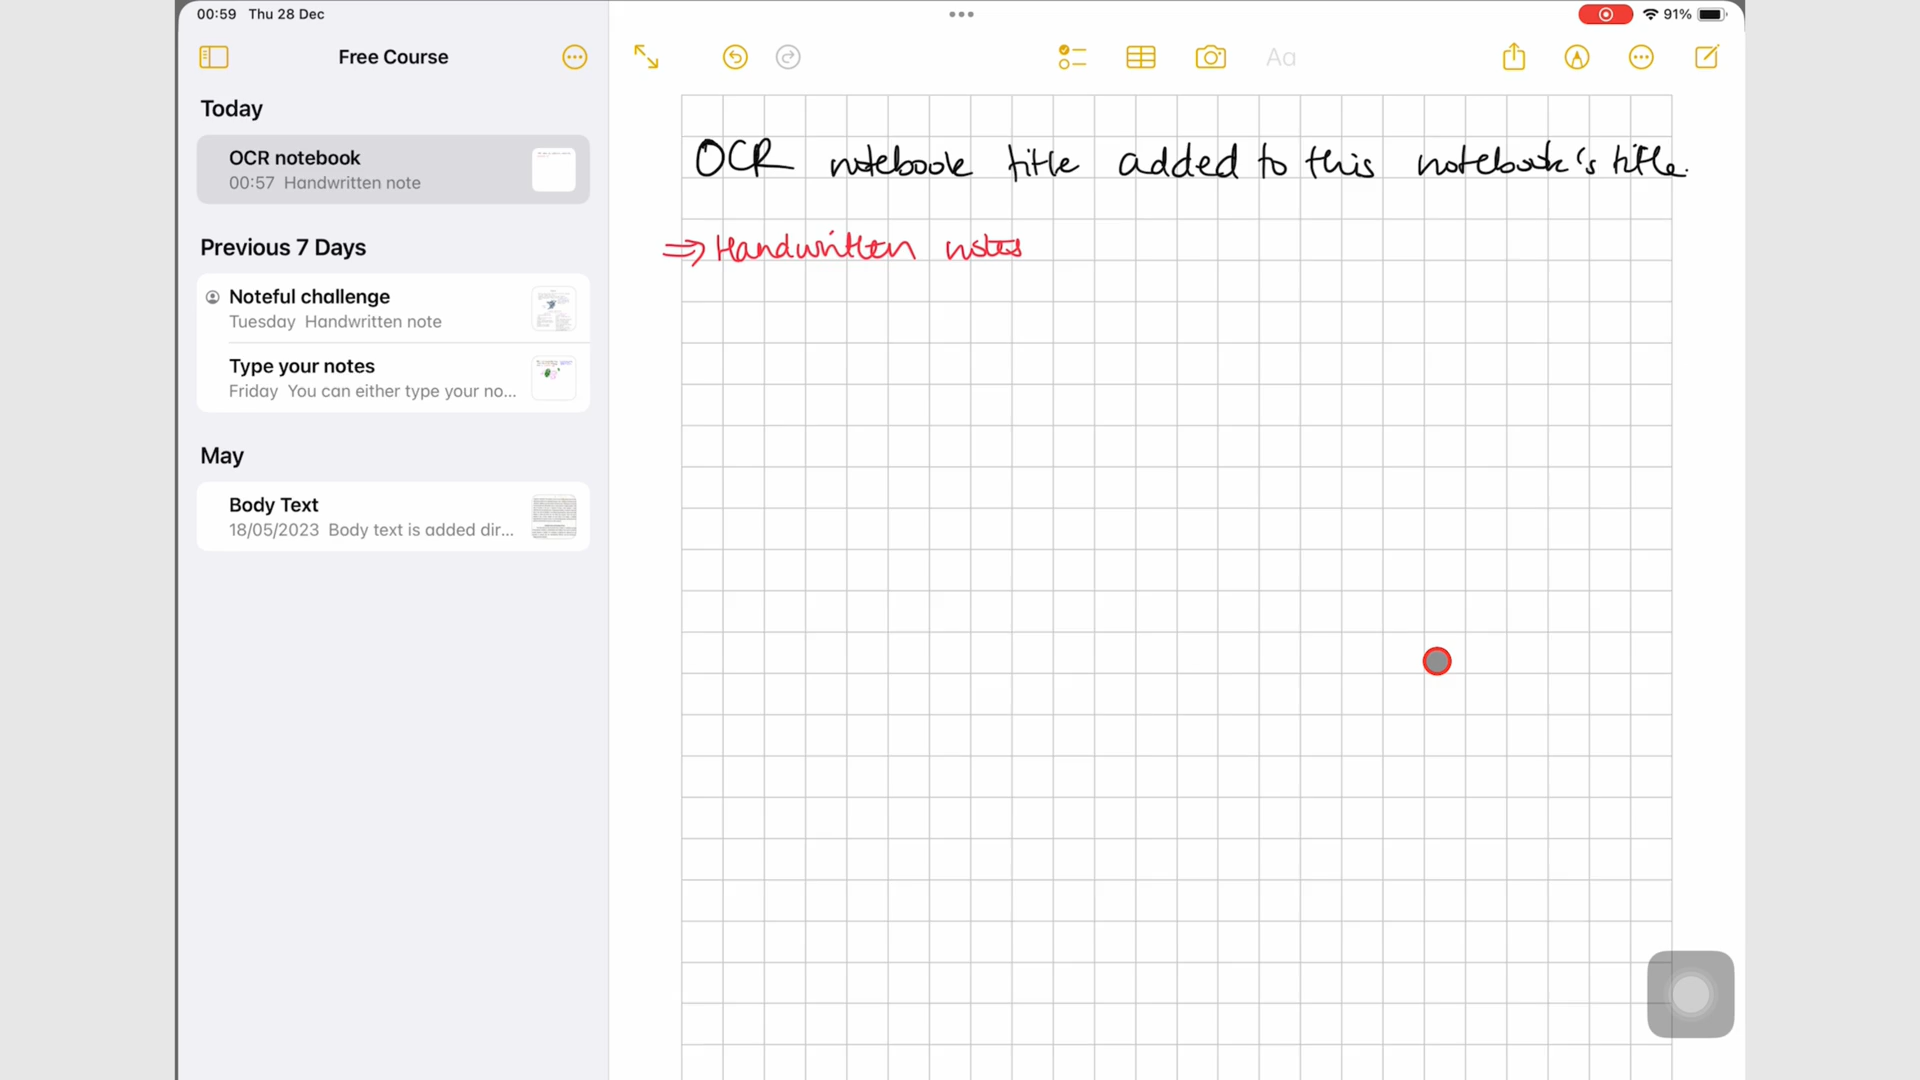 00:59 Thu 28 Dec
91%
Free Course
Aa
Today
OCR notebook
00:57 Handwritten note
Previous 7 Days
Noteful challenge
Tuesday Handwritten note
Type your notes
Friday You can either type your no...
May
Body Text
18/05/2023 Body text is added dir...
OCR notebook title added to this notebook's title.
⇒ Handwritten notes